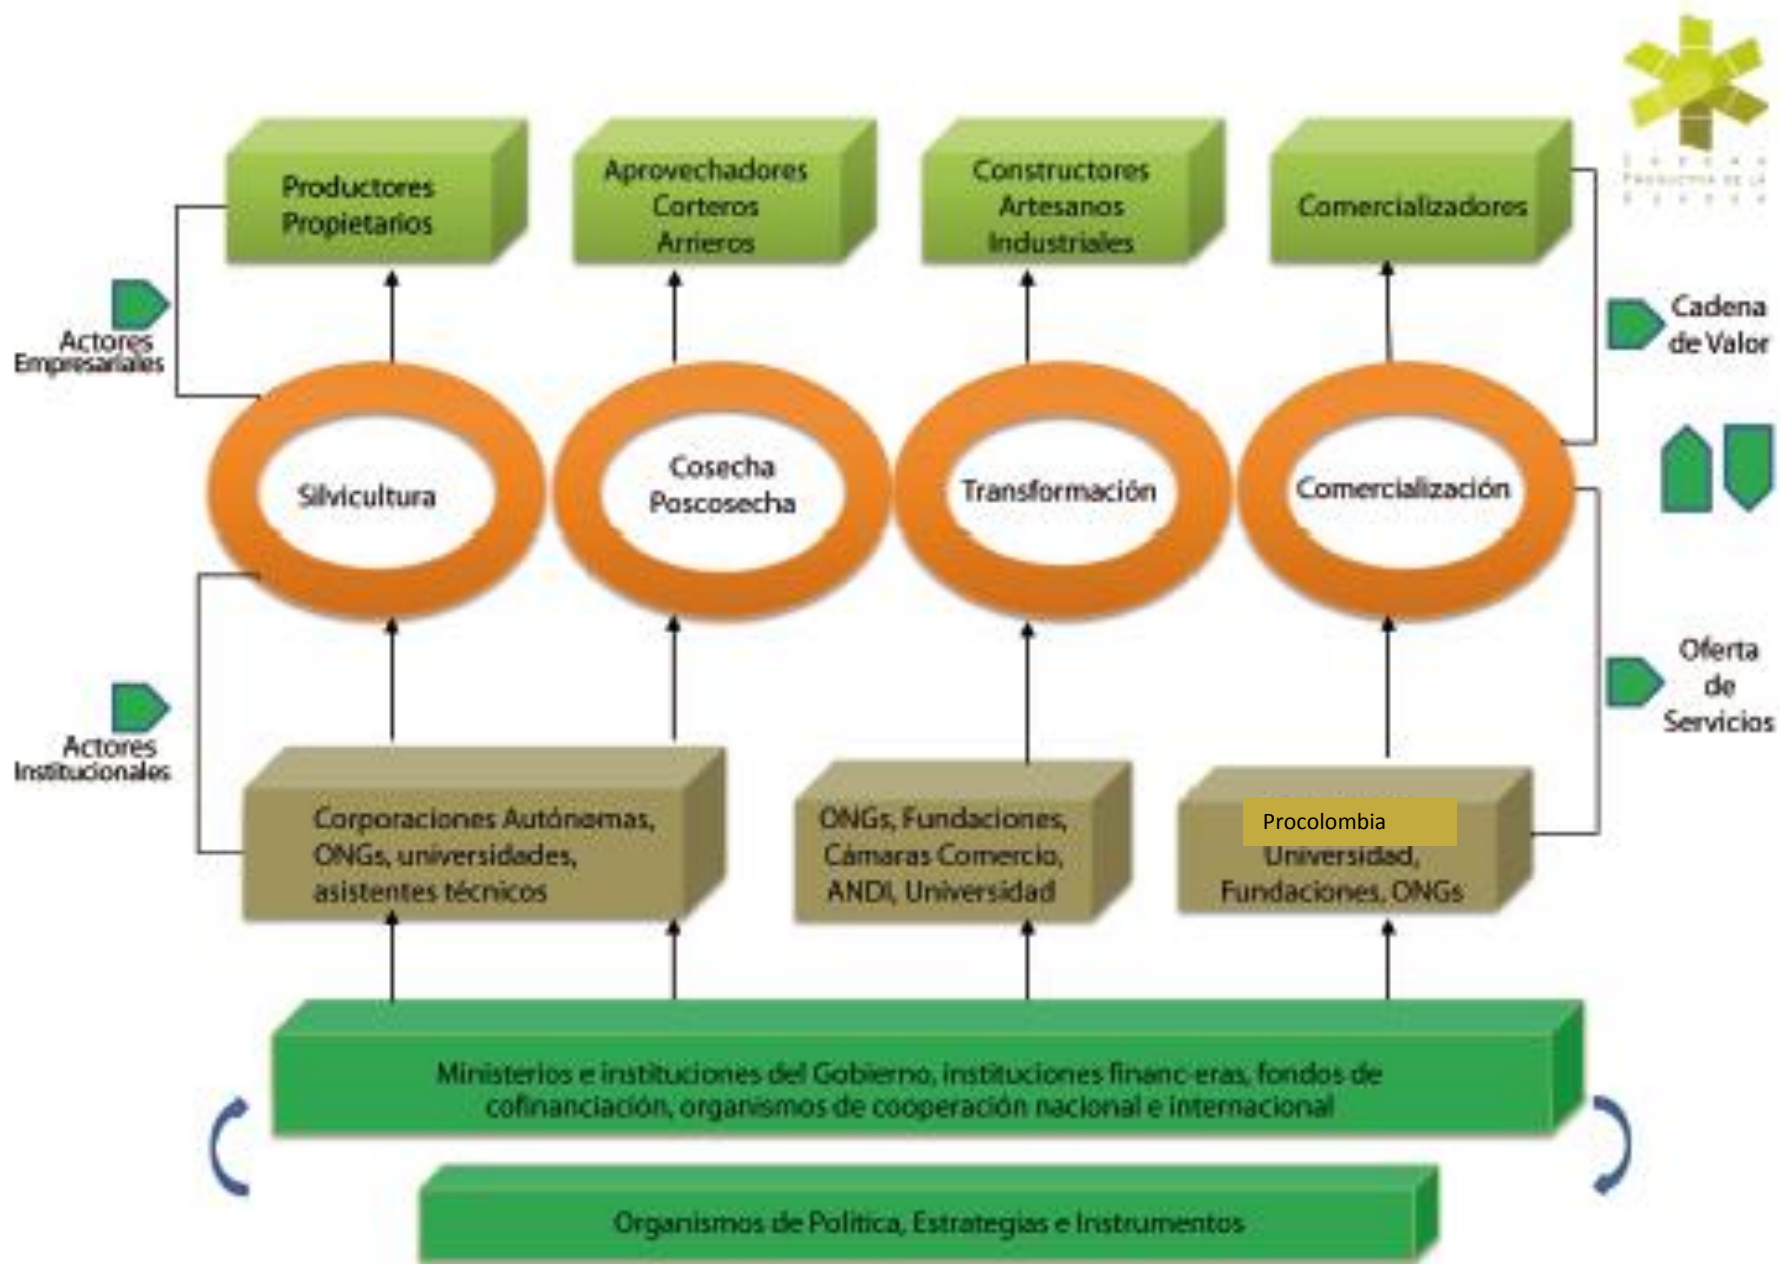 Productores
Propietarios
Aprovechadores
Corteros
Arrieros
Constructores
Artesanos
Industriales
Comercializadores
Actores
Empresariales
Cadena
de Valor
Silvicultura
Cosecha
Poscosecha
Transformación
Comercialización
Actores
Institucionales
Oferta
de
Servicios
Corporaciones Autónomas,
ONGs, universidades,
asistentes técnicos
ONGs, Fundaciones,
Cámaras Comercio,
ANDI, Universidad
Procolombia
Universidad,
Fundaciones, ONGs
Ministerios e instituciones del Gobierno, instituciones financ-eras, fondos de
cofinanciación, organismos de cooperación nacional e internacional
Organismos de Política, Estrategias e Instrumentos